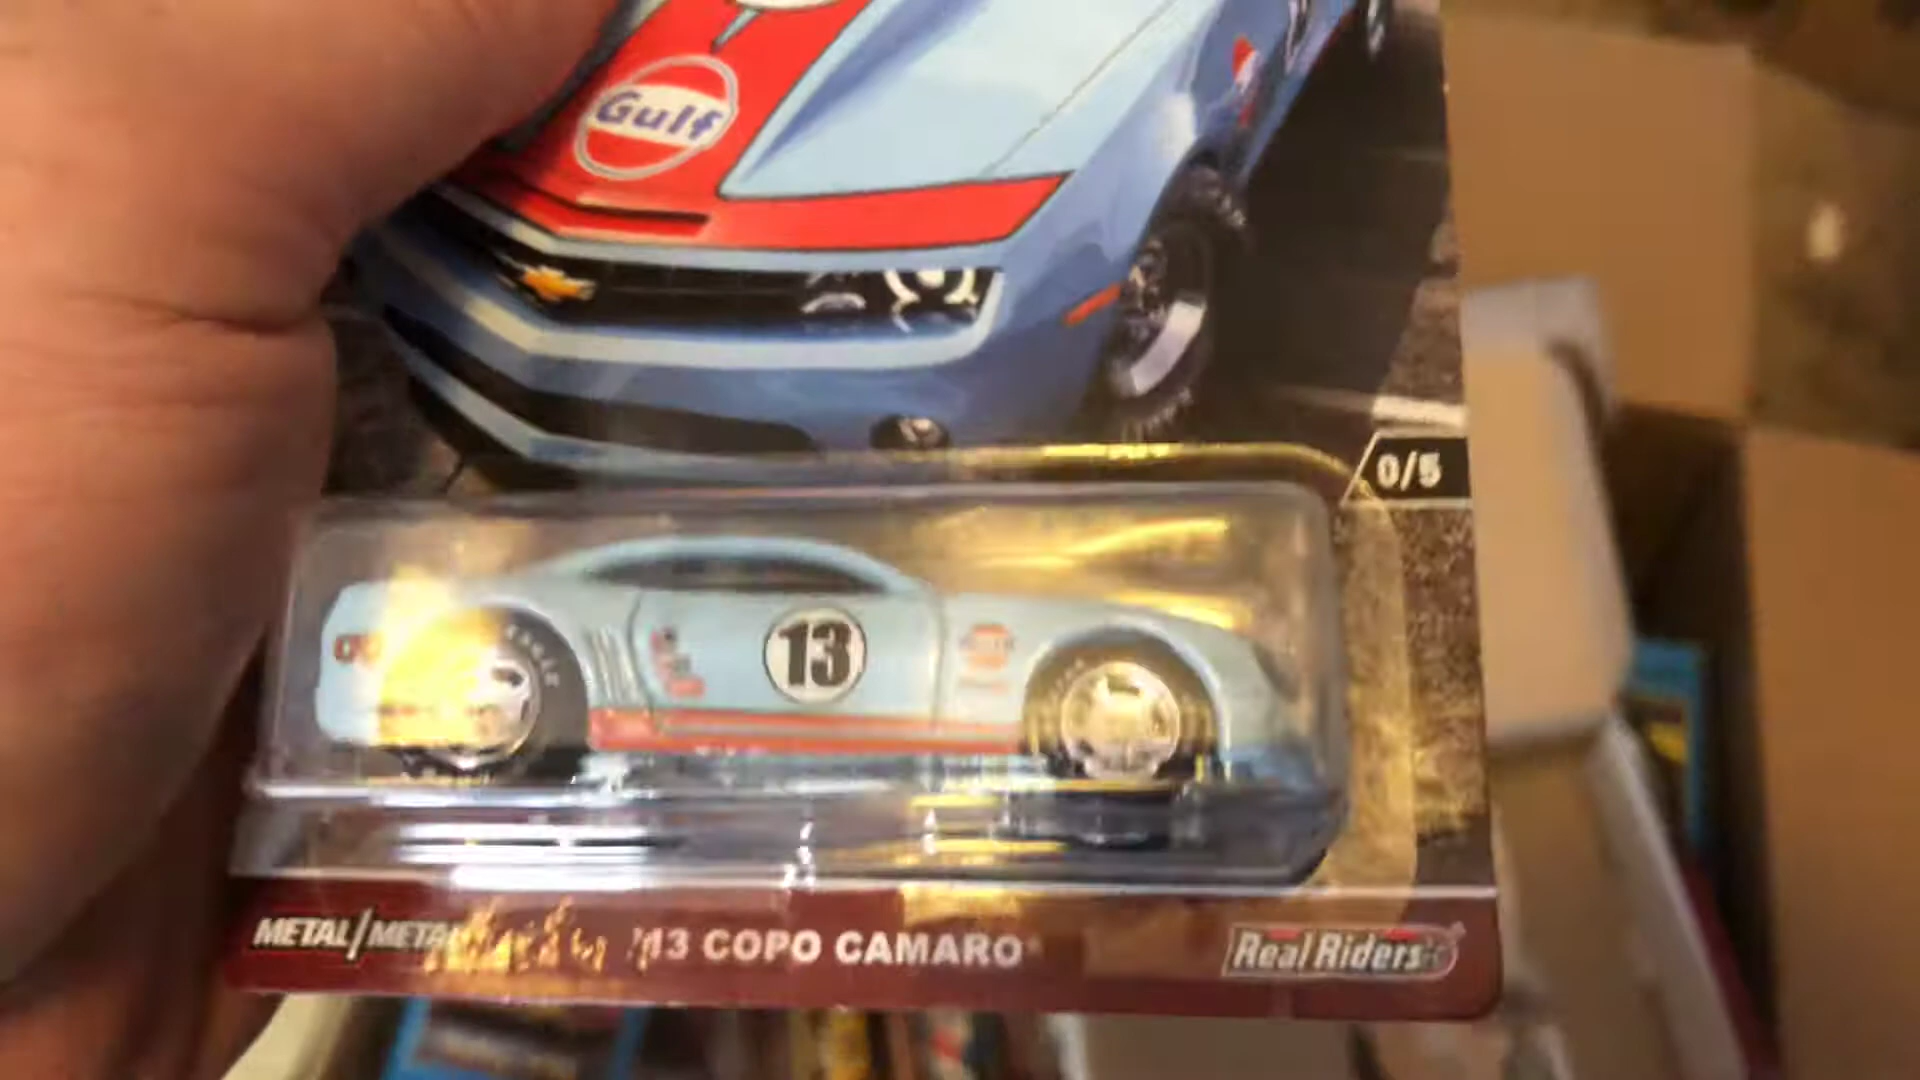 Gulf
0/5
13
METAL/METAL
'13 COPO CAMARO
Real Riders